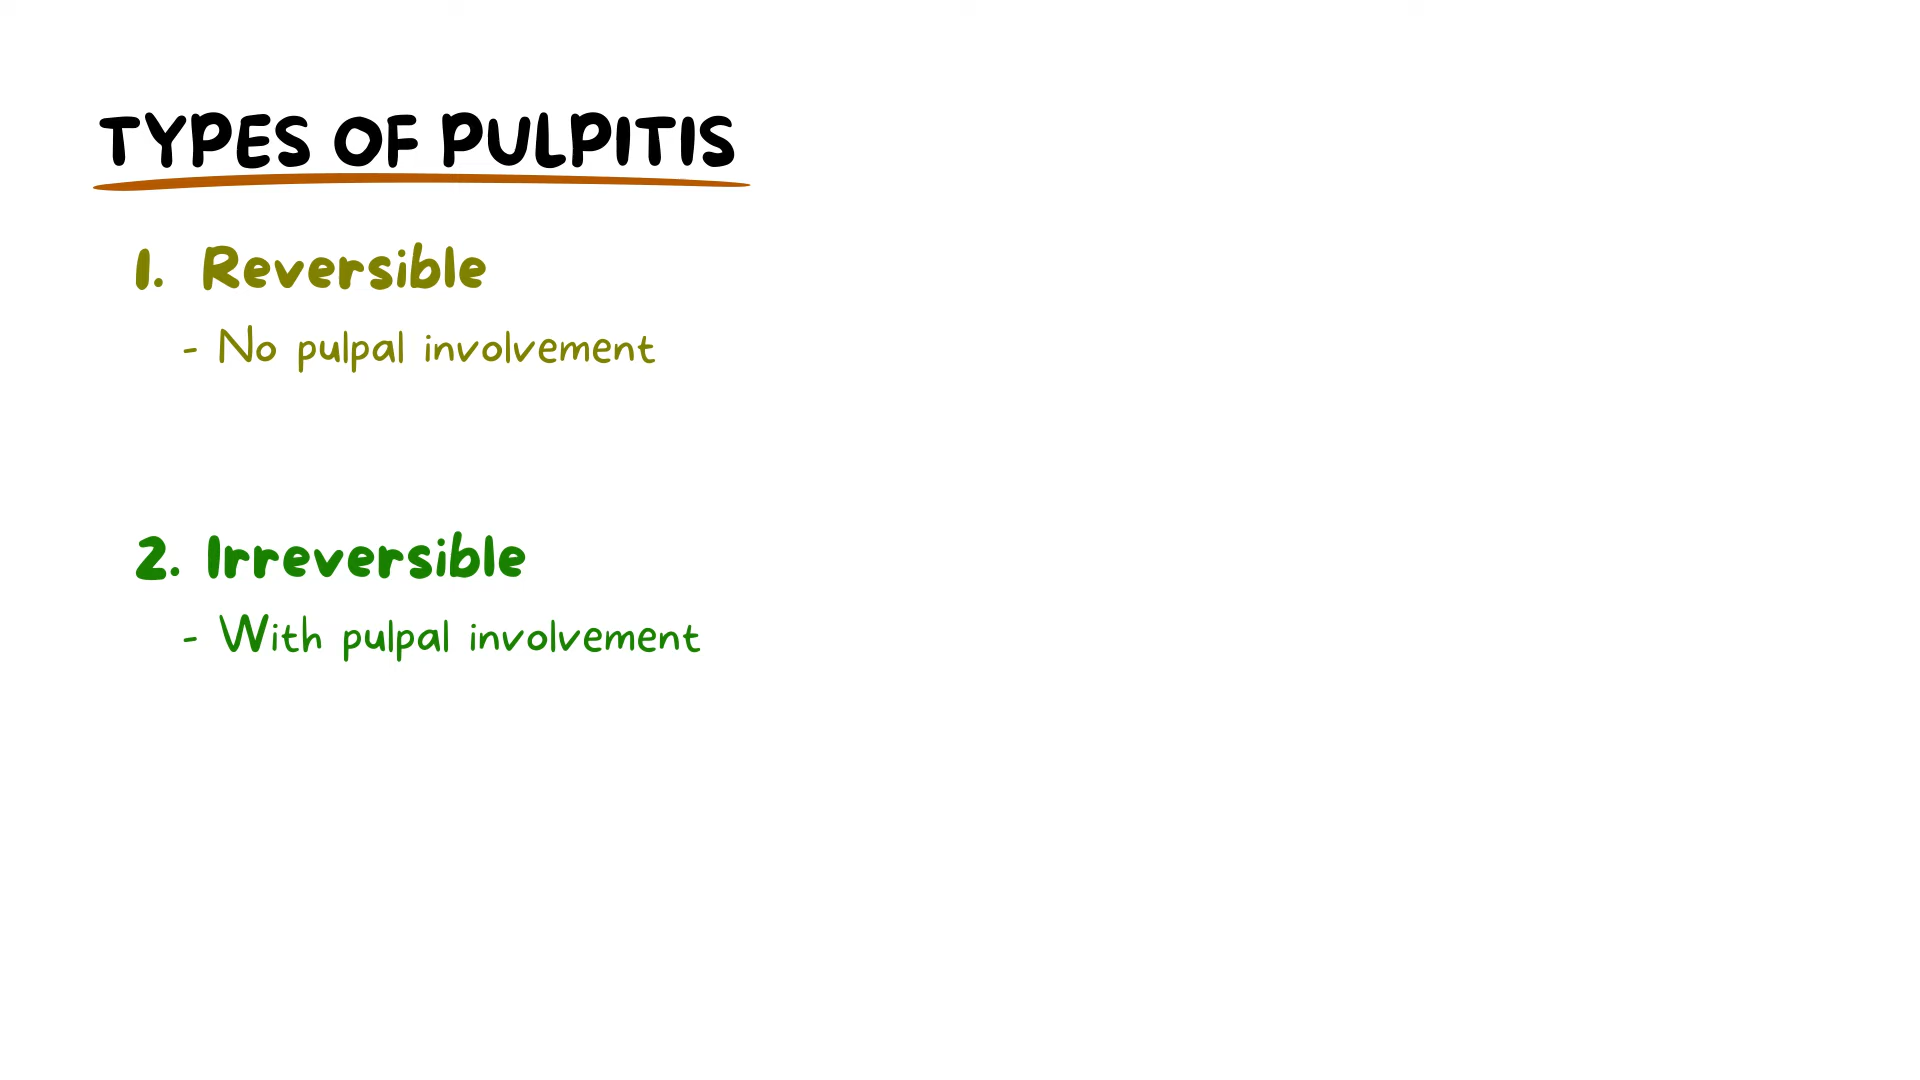 TYPES OF PULPITIS
1. Reversible
- No pulpal involvement
2. Irreversible
- With pulpal involvement